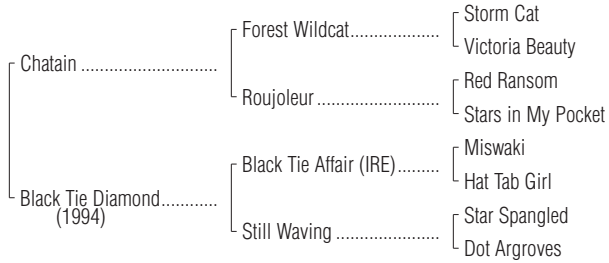 Storm Cat
Forest Wildcat...................
Victoria Beauty
Chatain ...........................
Red Ransom
Roujoleur .........................
Stars in My Pocket
Miswaki
Black Tie Affair (IRE).........
Hat Tab Girl
Black Tie Diamond............
(1994)
Star Spangled
Still Waving .....................
Dot Argroves